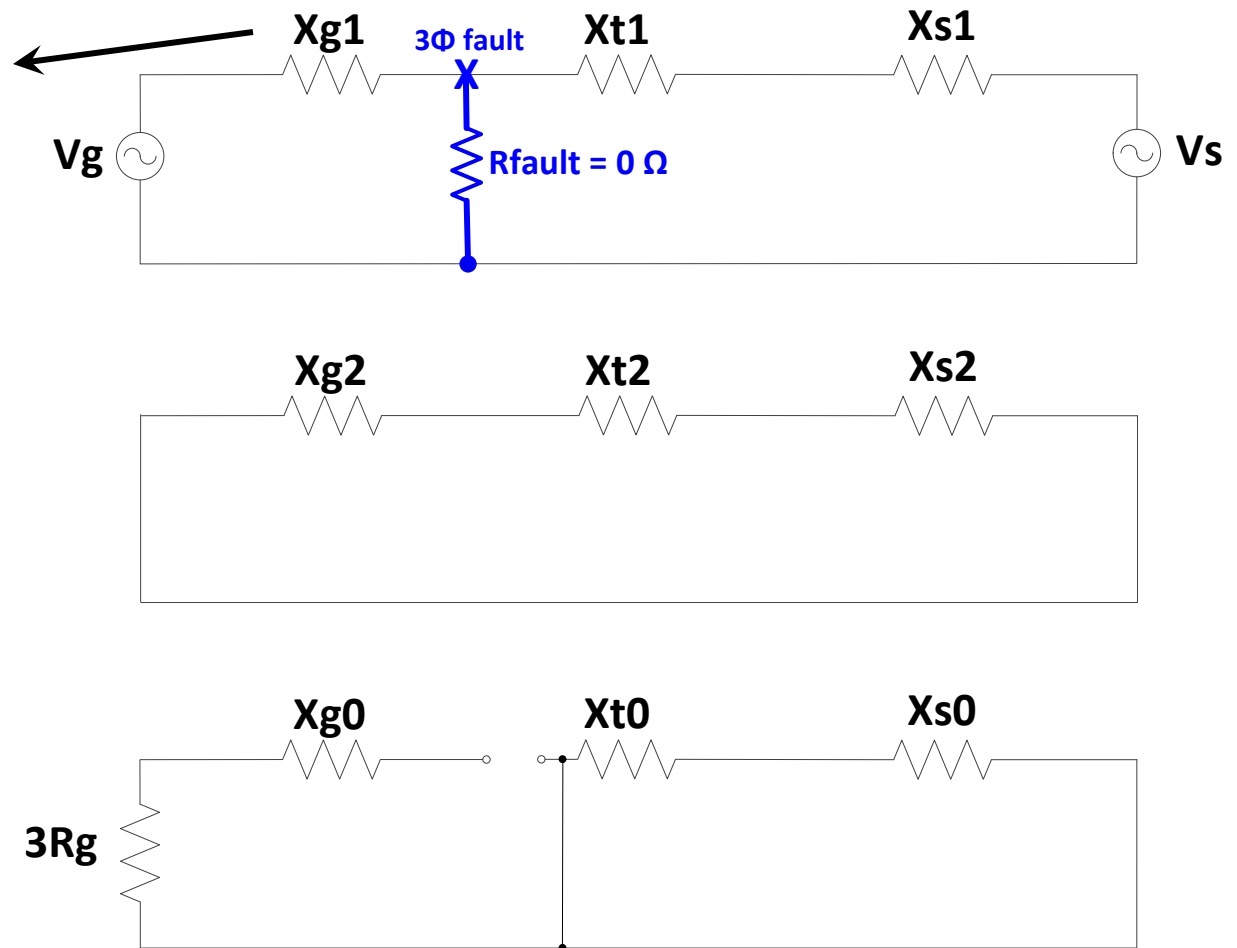 Xg1
3Φ fault
Xt1
Xs1
X
Vg
Rfault = 0 Ω
Vs
Xg2
Xt2
Xs2
Xg0
Xt0
Xs0
3Rg